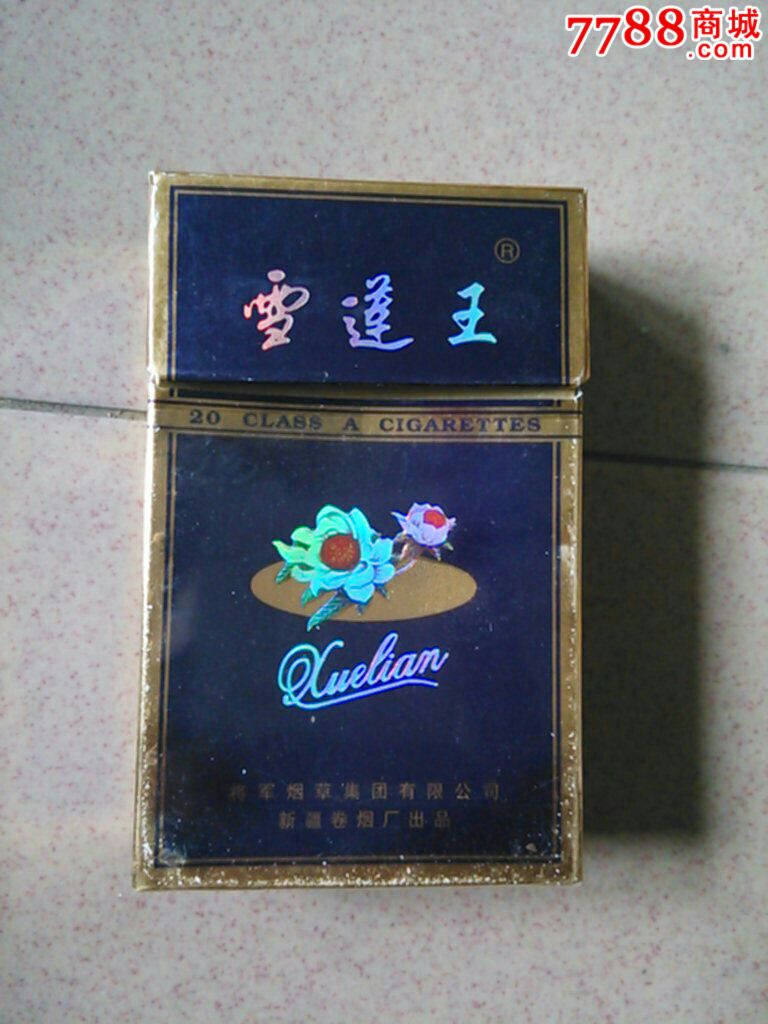 7788商城
.com
®
雪莲王
20 CLASS A CIGARETTES
Xuelian
将军烟草集团有限公司
新疆卷烟厂出品